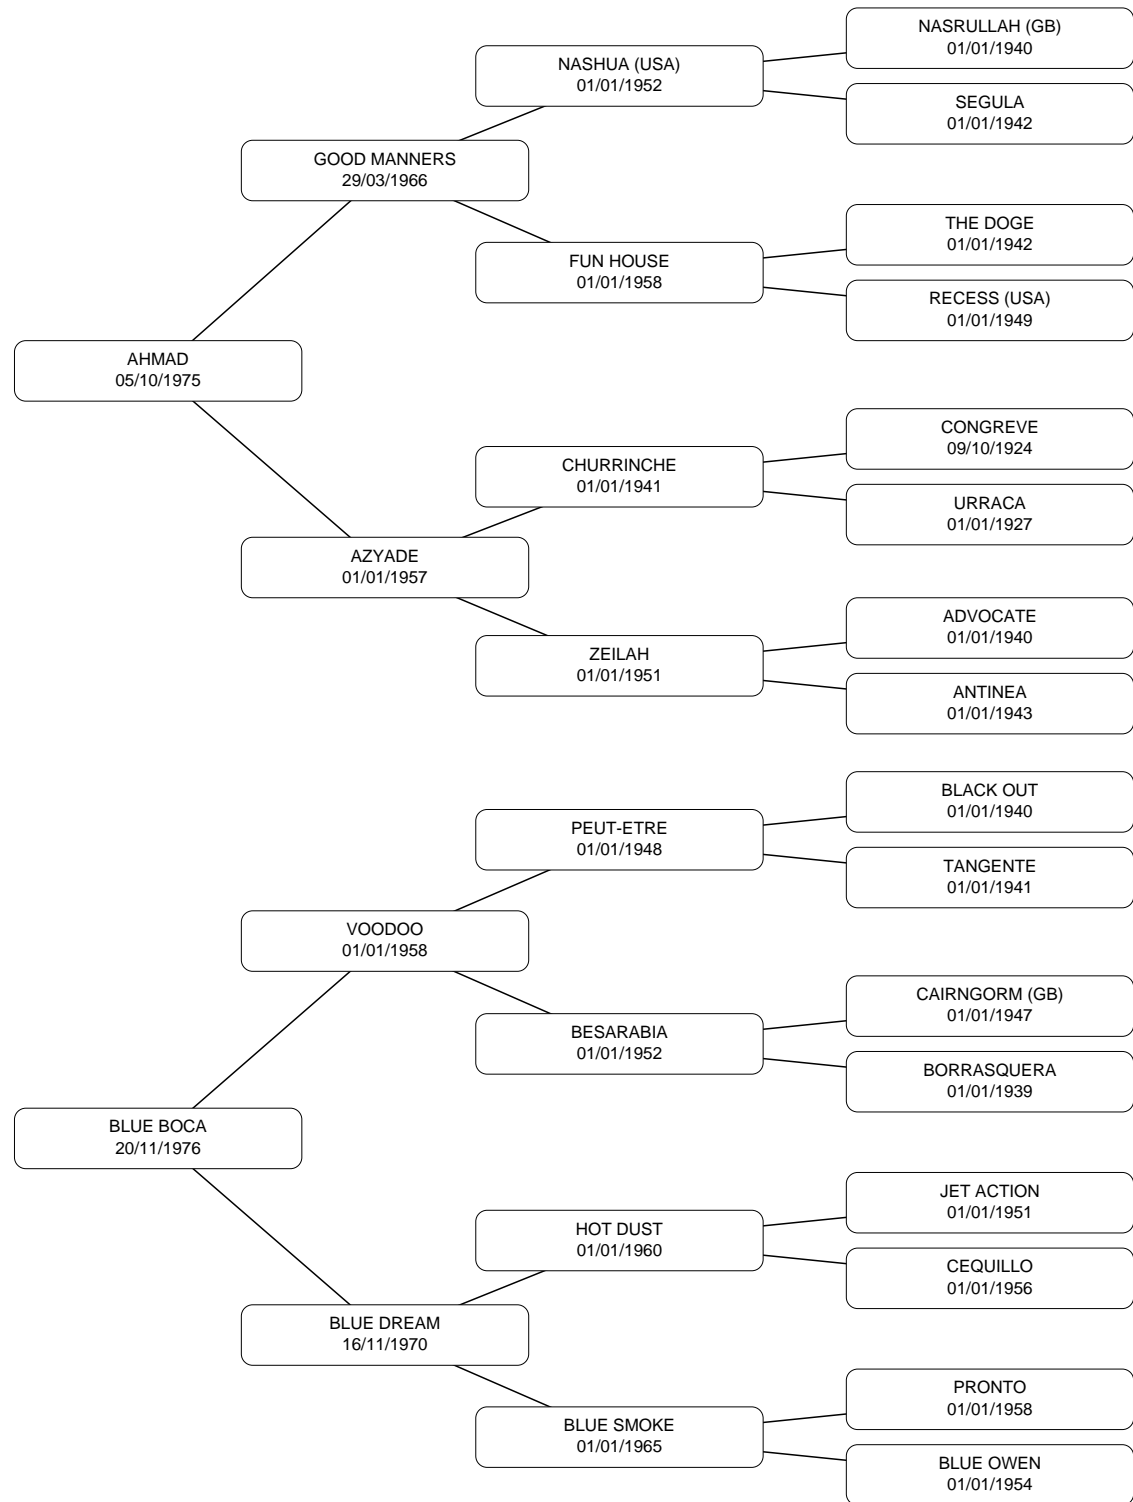 NASRULLAH (GB)
01/01/1940
NASHUA (USA)
01/01/1952
SEGULA
01/01/1942
GOOD MANNERS
29/03/1966
THE DOGE
01/01/1942
FUN HOUSE
01/01/1958
RECESS (USA)
01/01/1949
AHMAD
05/10/1975
CONGREVE
09/10/1924
CHURRINCHE
01/01/1941
URRACA
01/01/1927
AZYADE
01/01/1957
ADVOCATE
01/01/1940
ZEILAH
01/01/1951
ANTINEA
01/01/1943
BLACK OUT
01/01/1940
PEUT-ETRE
01/01/1948
TANGENTE
01/01/1941
VOODOO
01/01/1958
CAIRNGORM (GB)
01/01/1947
BESARABIA
01/01/1952
BORRASQUERA
01/01/1939
BLUE BOCA
20/11/1976
JET ACTION
01/01/1951
HOT DUST
01/01/1960
CEQUILLO
01/01/1956
BLUE DREAM
16/11/1970
PRONTO
01/01/1958
BLUE SMOKE
01/01/1965
BLUE OWEN
01/01/1954